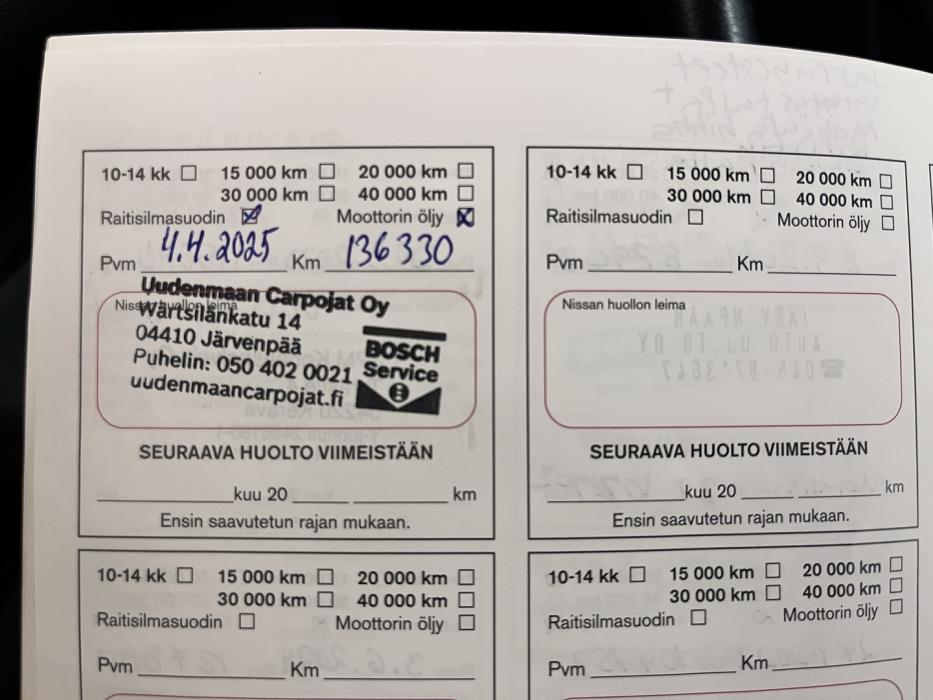 10-14 kk ☐ 15 000 km ☐ 20 000 km ☐
30 000 km ☐ 40 000 km ☐
Raitisilmasuodin ☒ Moottorin öljy ☒
Pvm 4.4.2025 Km 136330
Nissan huollon leima
Uudenmaan Carpojat Oy
Wärtsilänkatu 14
04410 Järvenpää
Puhelin: 050 402 0021
uudenmaancarpojat.fi
BOSCH
Service
SEURAAVA HUOLTO VIIMEISTÄÄN
kuu 20 km
Ensin saavutetun rajan mukaan.
10-14 kk ☐ 15 000 km ☐ 20 000 km ☐
30 000 km ☐ 40 000 km ☐
Raitisilmasuodin ☐ Moottorin öljy ☐
Pvm Km
Nissan huollon leima
SEURAAVA HUOLTO VIIMEISTÄÄN
kuu 20 km
Ensin saavutetun rajan mukaan.
10-14 kk ☐ 15 000 km ☐ 20 000 km ☐
30 000 km ☐ 40 000 km ☐
Raitisilmasuodin ☐ Moottorin öljy ☐
Pvm Km
10-14 kk ☐ 15 000 km ☐ 20 000 km ☐
30 000 km ☐ 40 000 km ☐
Raitisilmasuodin ☐ Moottorin öljy ☐
Pvm Km